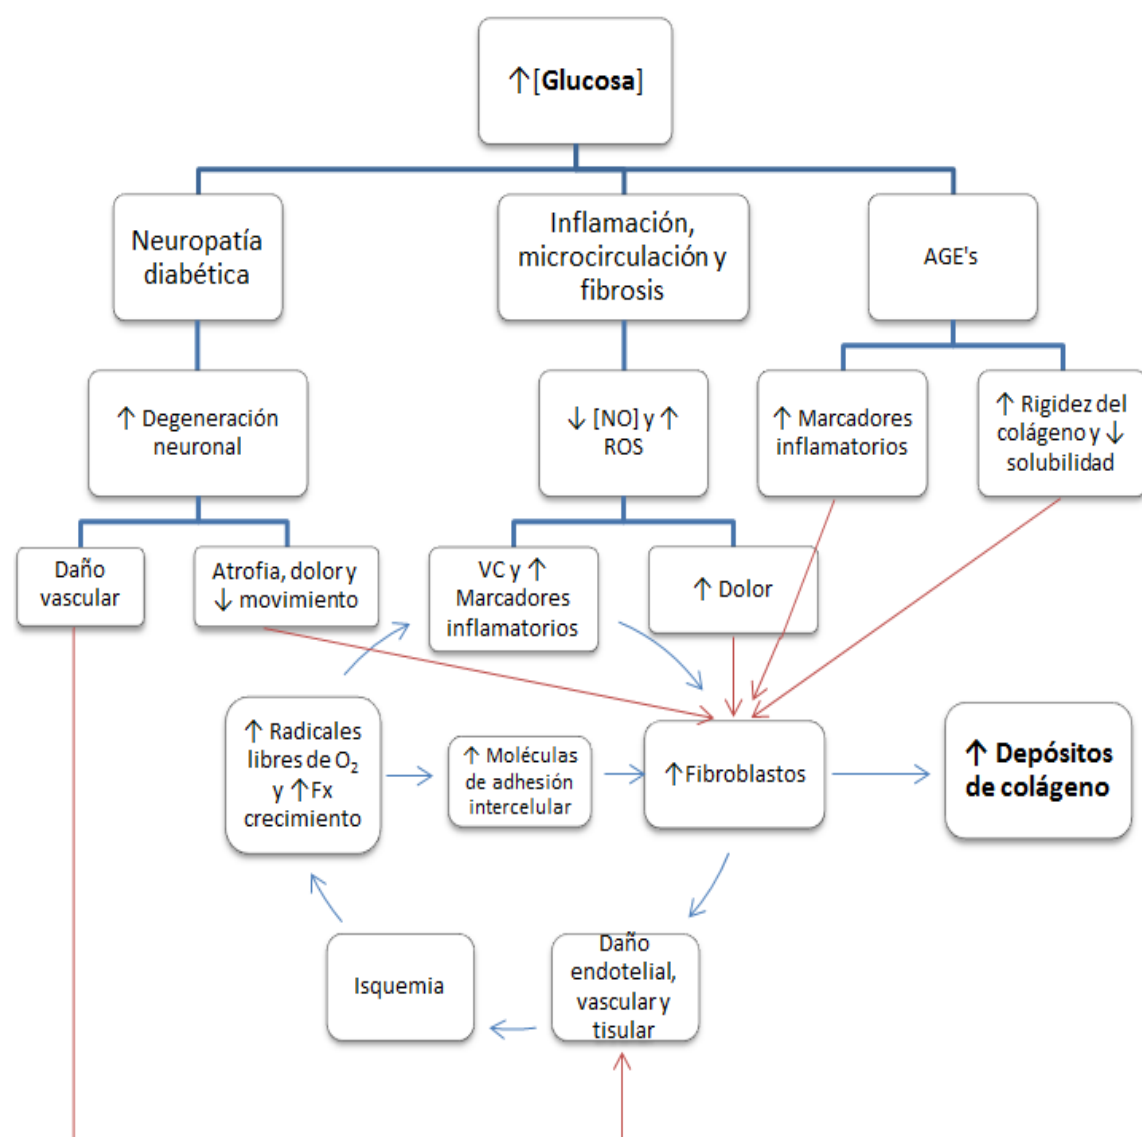 ↑[Glucosa]
Neuropatía
diabética
Inflamación,
microcirculación y
fibrosis
AGE's
↑ Degeneración
neuronal
↓ [NO] y ↑
ROS
↑ Marcadores
inflamatorios
↑ Rigidez del
colágeno y ↓
solubilidad
Daño
vascular
Atrofia, dolor y
↓ movimiento
VC y ↑
Marcadores
inflamatorios
↑ Dolor
↑ Radicales
libres de O₂
y ↑Fx
crecimiento
↑ Moléculas
de adhesión
intercelular
↑Fibroblastos
↑ Depósitos
de colágeno
Isquemia
Daño
endotelial,
vascular y
tisular